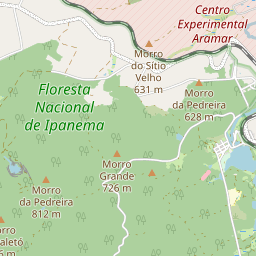 Centro
Experimental
Aramar
Morro
do Sítio
Velho
631 m
Floresta
Nacional
de Ipanema
Morro
da Pedreira
628 m
Morro
Grande
726 m
Morro
da Pedreira
812 m